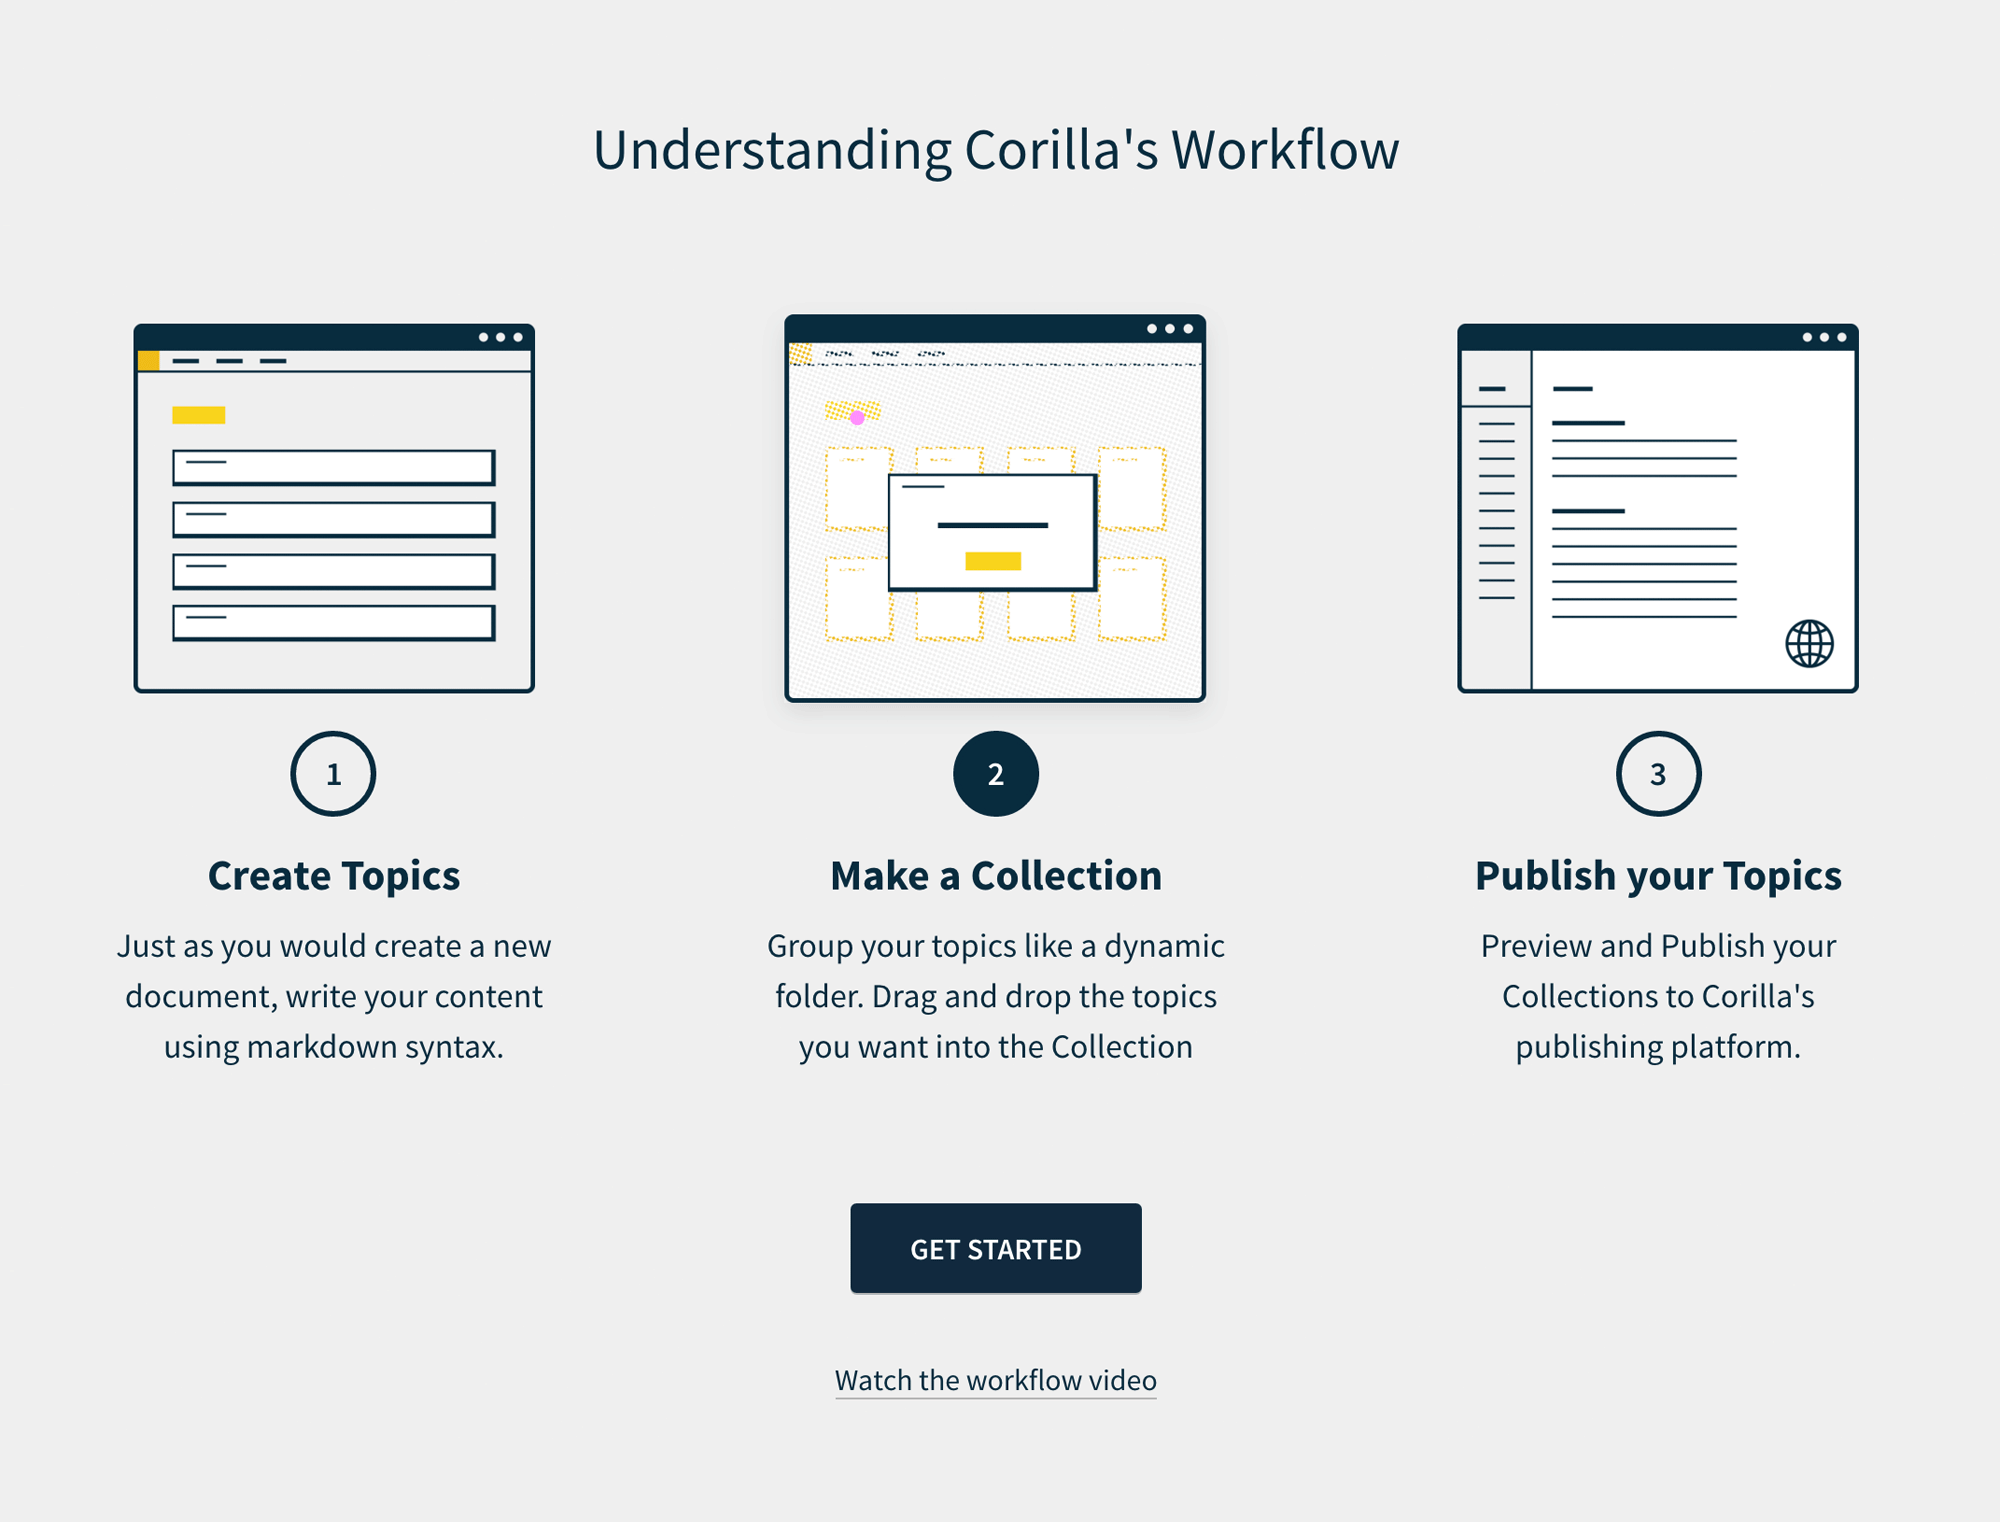 Understanding Corilla's Workflow
1
Create Topics
Just as you would create a new
document, write your content
using markdown syntax.
2
Make a Collection
Group your topics like a dynamic
folder. Drag and drop the topics
you want into the Collection
3
Publish your Topics
Preview and Publish your
Collections to Corilla's
publishing platform.
GET STARTED
Watch the workflow video